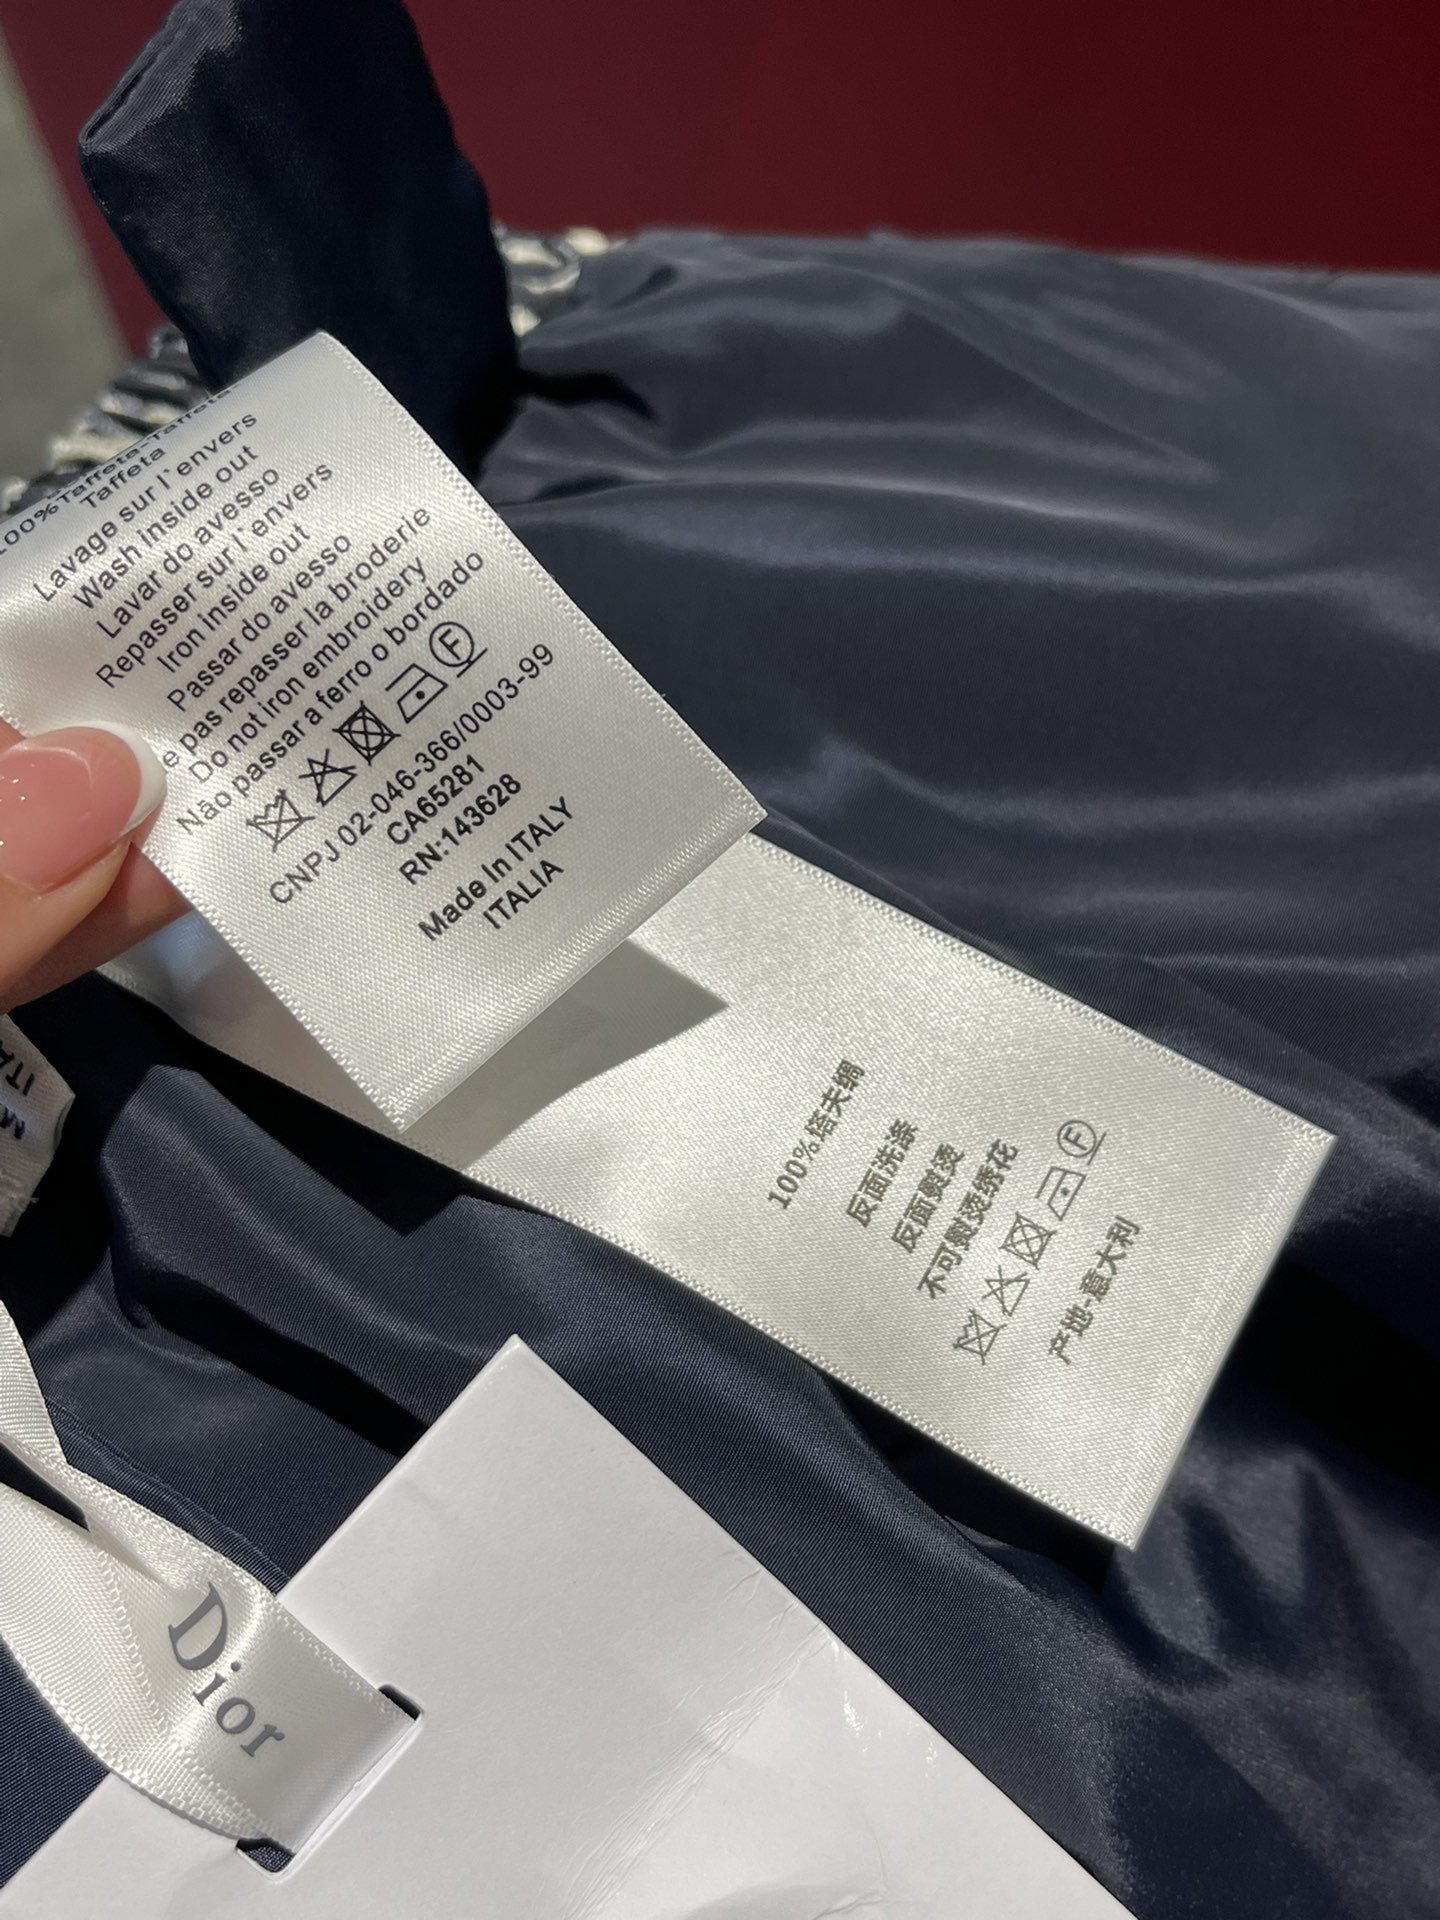 100%Taffeta-Taffetà
Taffeta
Lavage sur l`envers
Wash inside out
Lavar do avesso
Repasser sur l`envers
Iron inside out
Passar do avesso
e pas repasser la broderie
Do not iron embroidery
Não passar a ferro o bordado
F
CNPJ 02-046-366/0003-99
CA65281
RN:143628
Made In ITALY
ITALIA
100%塔夫绸
反面洗涤
反面熨烫
不可熨烫绣花
F
产地-意大利
M
ITA
Dior